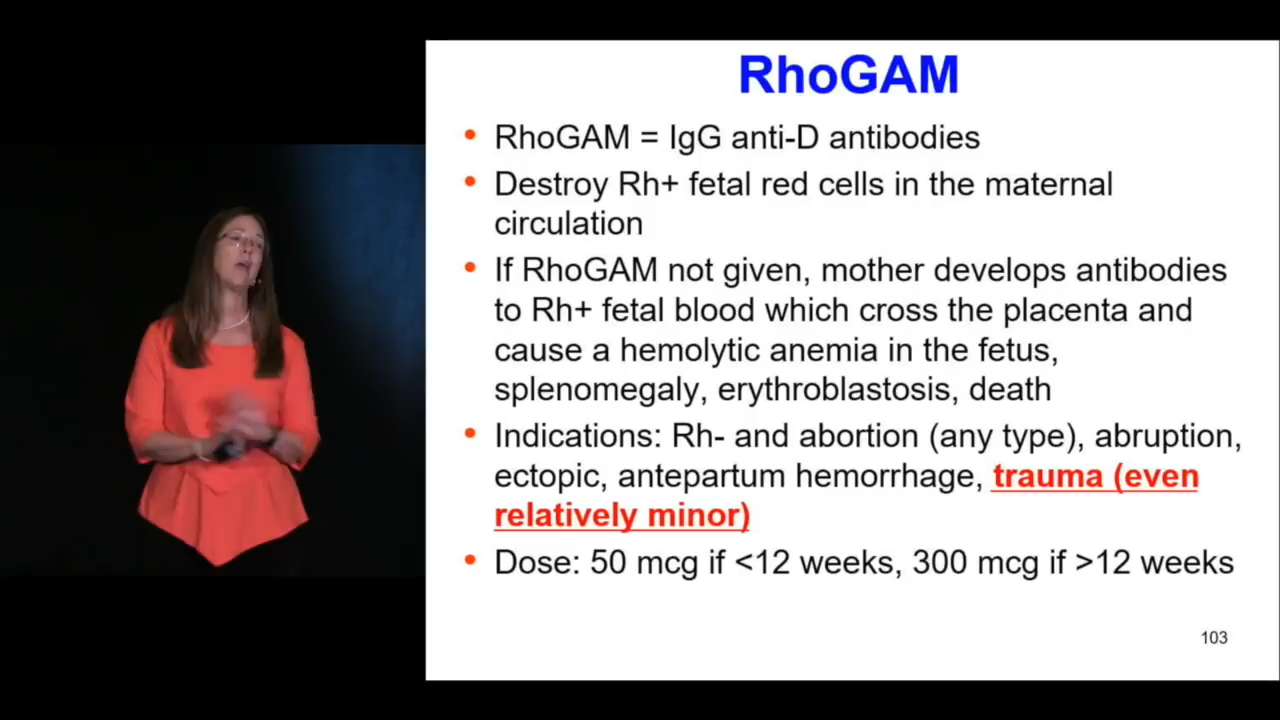 RhoGAM
• RhoGAM = IgG anti-D antibodies
• Destroy Rh+ fetal red cells in the maternal
circulation
• If RhoGAM not given, mother develops antibodies
to Rh+ fetal blood which cross the placenta and
cause a hemolytic anemia in the fetus,
splenomegaly, erythroblastosis, death
• Indications: Rh- and abortion (any type), abruption,
ectopic, antepartum hemorrhage, trauma (even
relatively minor)
• Dose: 50 mcg if <12 weeks, 300 mcg if >12 weeks
103